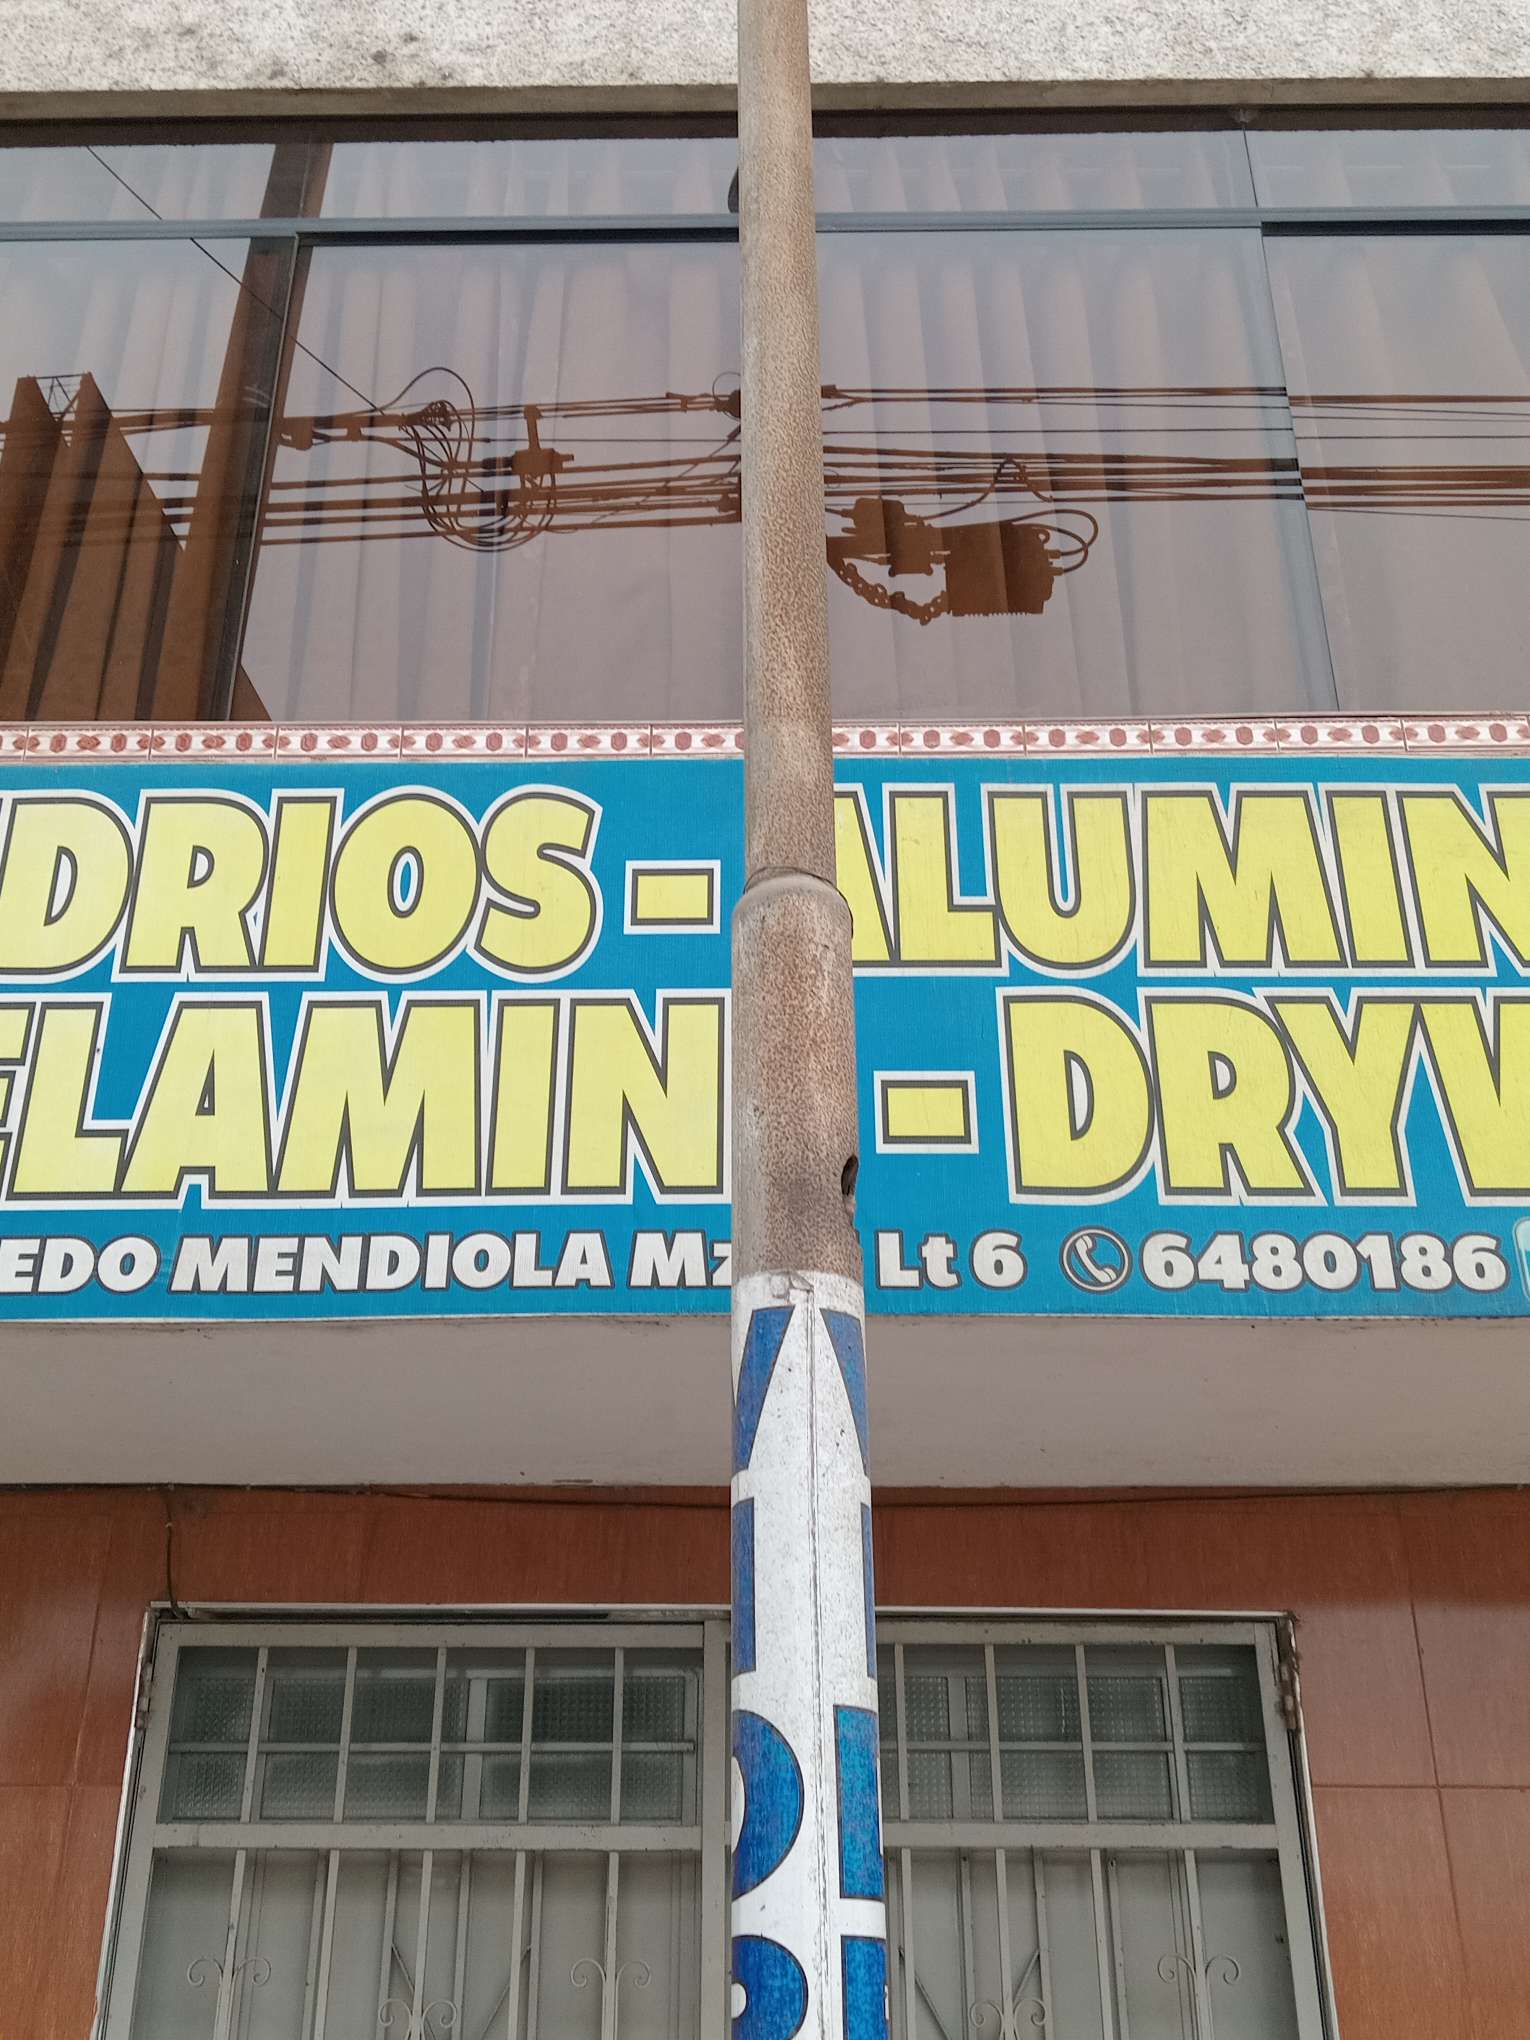 DRIOS - ALUMIN
ELAMIN - DRYW
EDO MENDIOLA Mz Lt 6 6480186